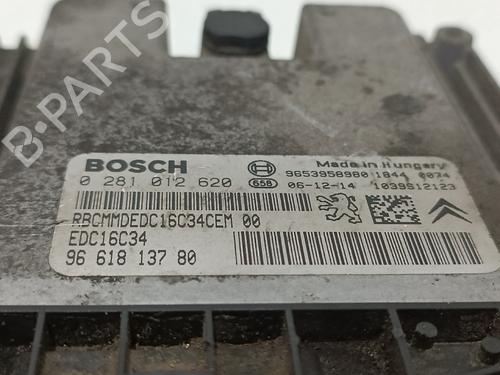 B-PARTS
BOSCH
Made in Hungary
9653958980 1844 0074
0 281 012 620 658 06-12-14 1039S12123
RBCMMDEDC16C34CEM 00
EDC16C34
96 618 137 80